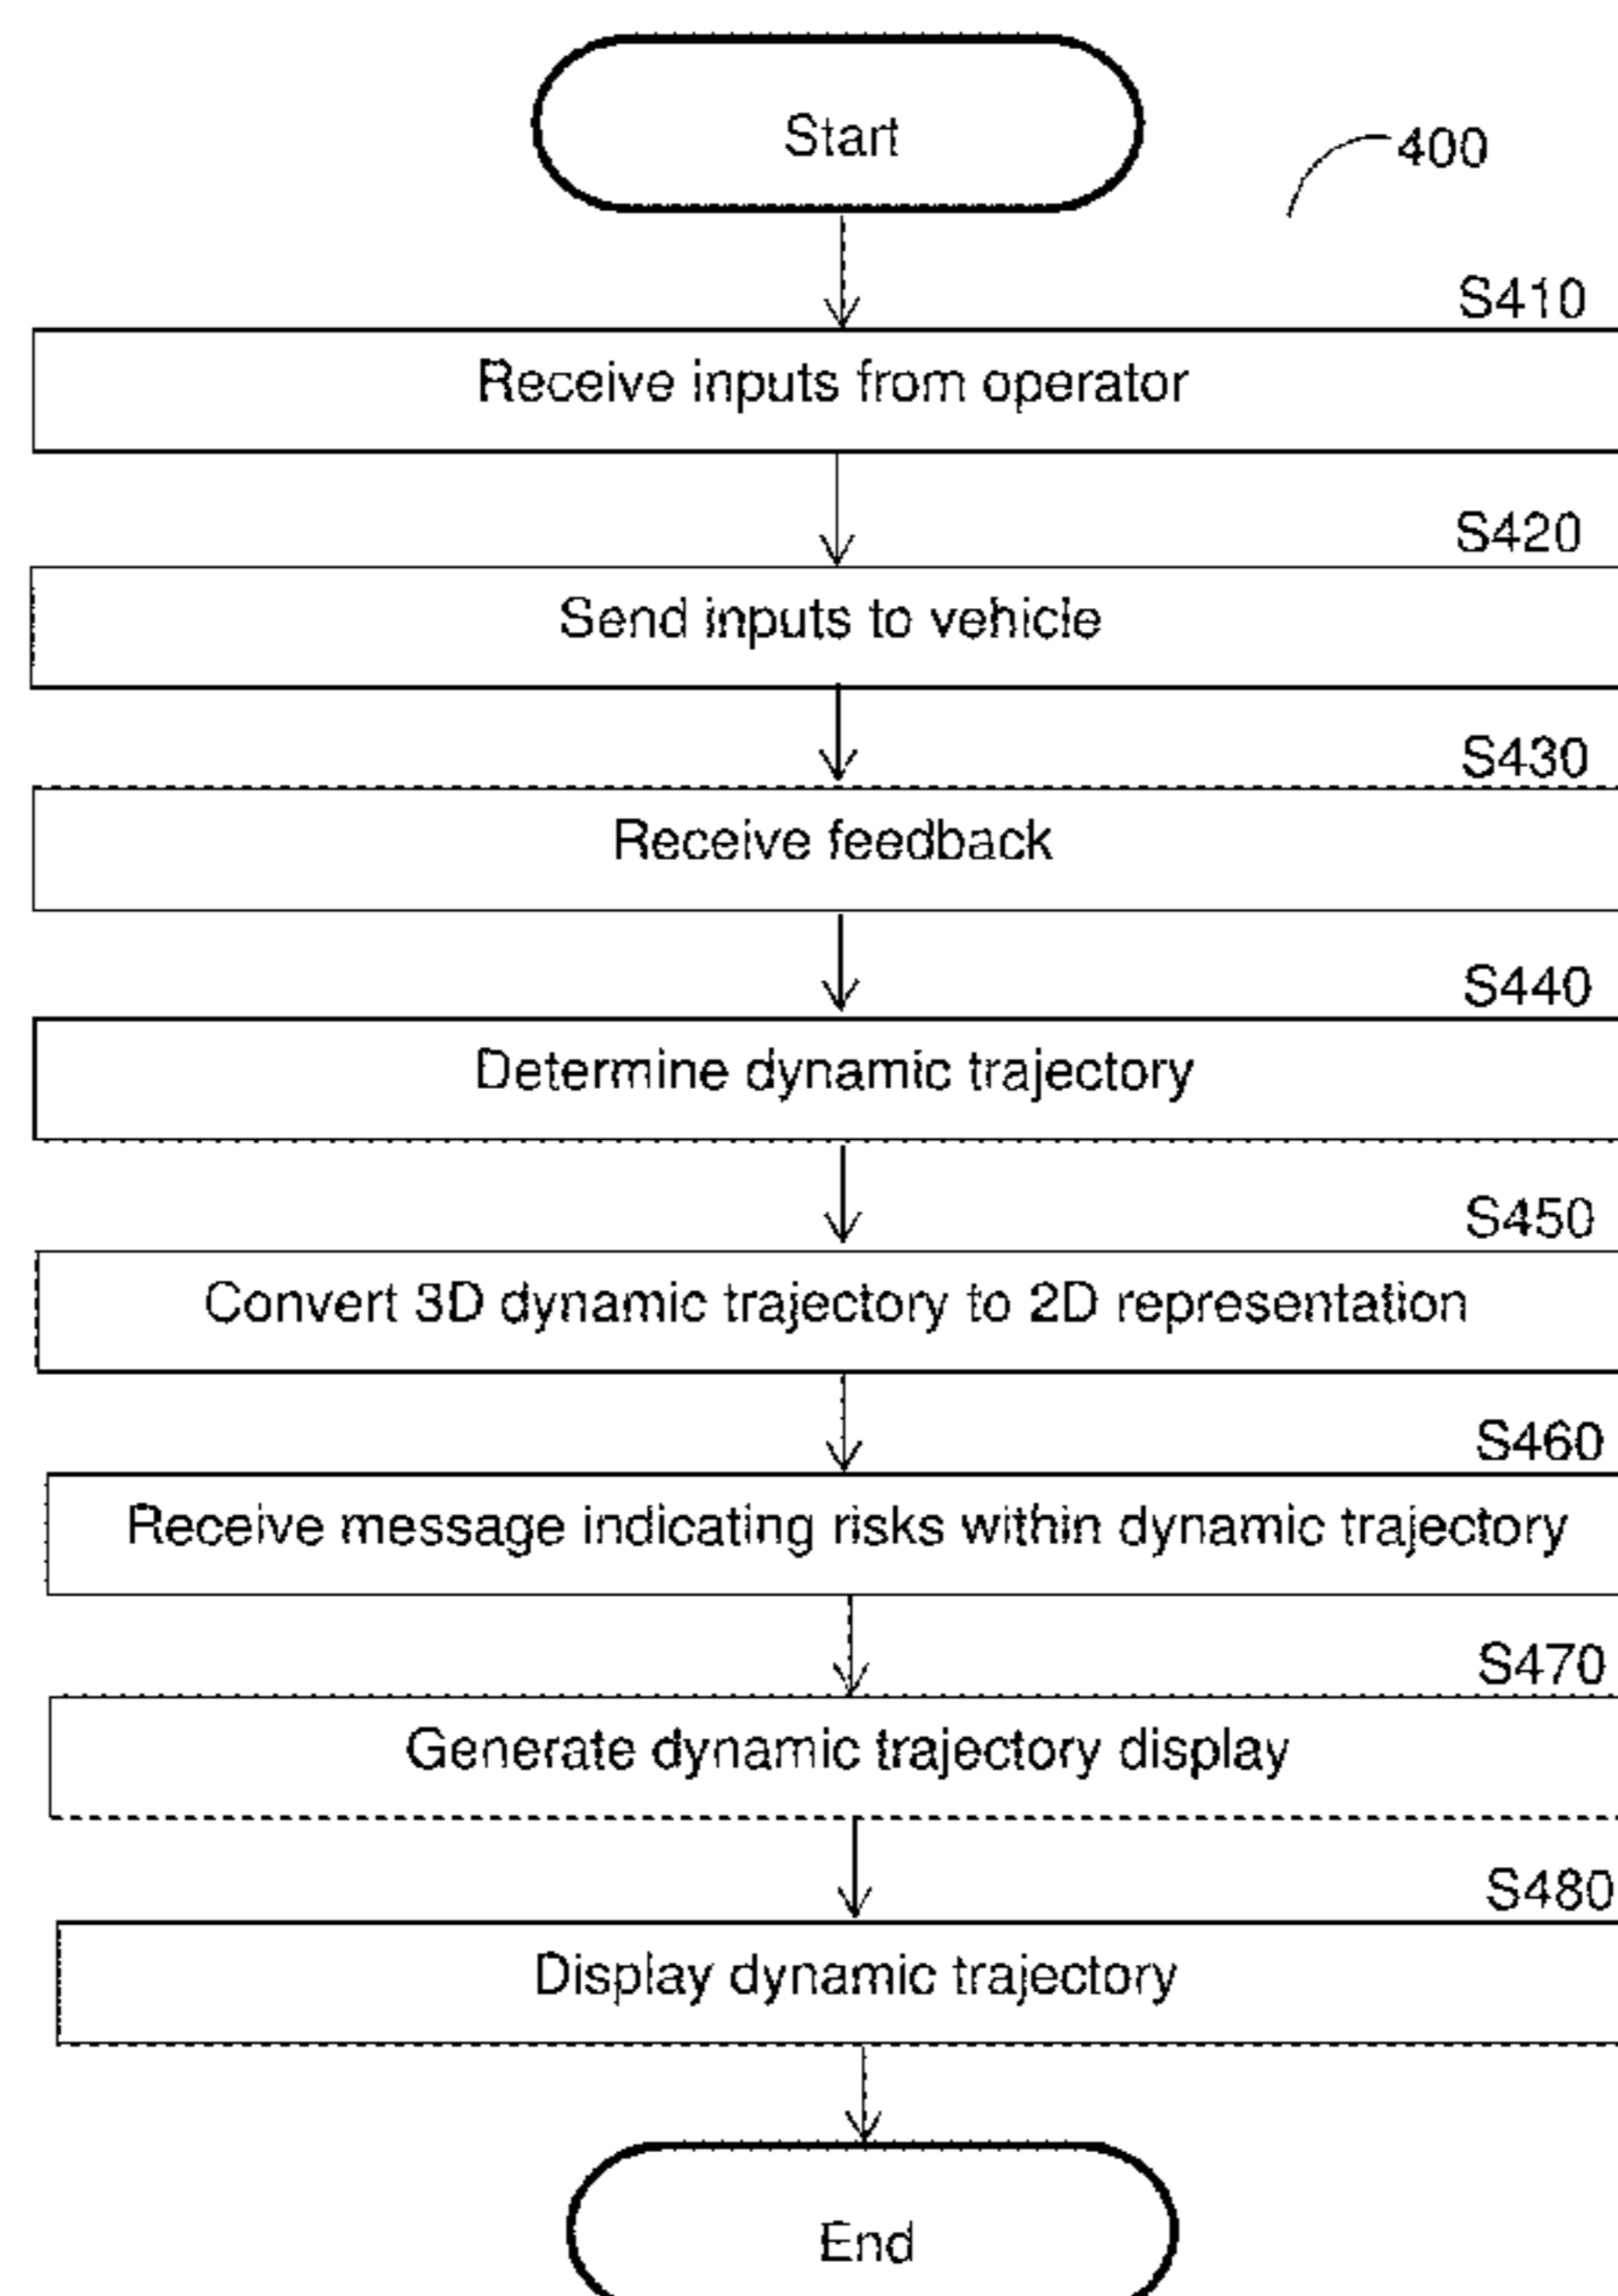 Start
400
S410
Receive inputs from operator
S420
Send inputs to vehicle
S430
Receive feedback
S440
Determine dynamic trajectory
S450
Convert 3D dynamic trajectory to 2D representation
S460
Receive message indicating risks within dynamic trajectory
S470
Generate dynamic trajectory display
S480
Display dynamic trajectory
End